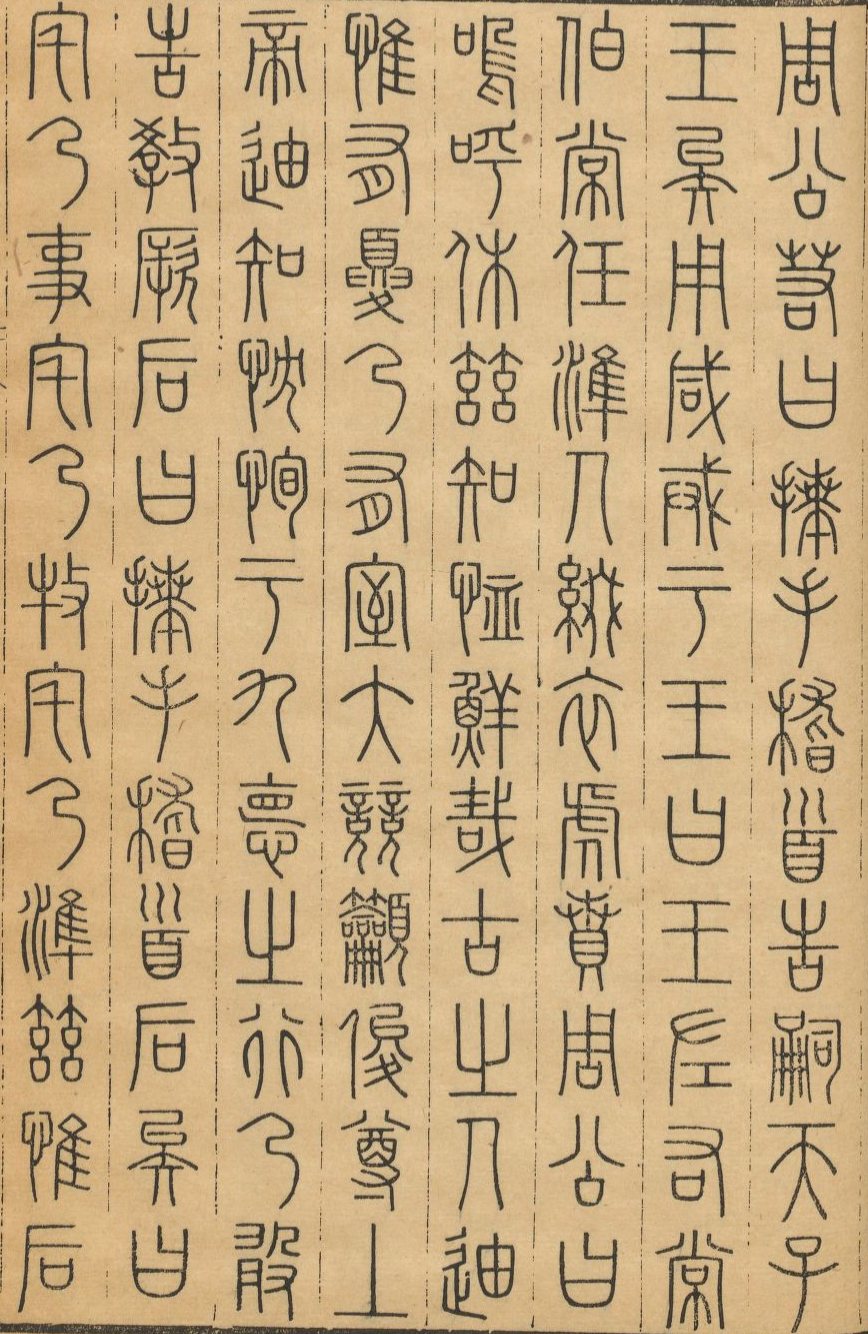 周公若曰拜手稽首告嗣天子
王矣用咸戒于王曰王左右常
伯常任準人綴衣虎賁周公曰
嗚呼休茲知恤鮮哉古之人迪
惟有夏乃有室大競籲俊尊上
帝迪知忱恂于九悳之行乃敢
告教厥后曰拜手稽首后矣曰
宅乃事宅乃牧宅乃準茲惟后